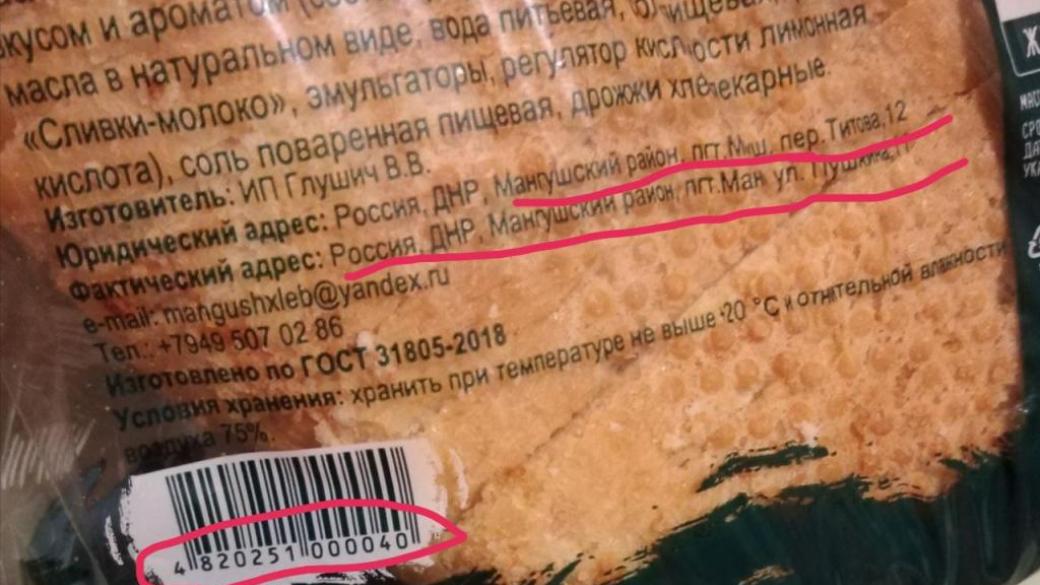 вкусом и ароматом
масла в натуральном виде, вода питьевая,
«Сливки-молоко», эмульгаторы, регулятор кислотности лимонная
кислота), соль поваренная пищевая, дрожжи хлебопекарные.
Изготовитель: ИП Глушич В.В.
Юридический адрес: Россия, ДНР, Мангушский район, пгт. пер. Титова,12
Фактический адрес: Россия, ДНР, Мангушский район, пгт.Ман ул. Пушкина,
e-mail: mangushxleb@yandex.ru
Тел.: +7949 507 02 86
Изготовлено по ГОСТ 31805-2018
Условия хранения: хранить при температуре не выше +20 °С и относительной влажности
воздуха 75%.
4 820251 000040
Ж
СРО
ДА
УКА